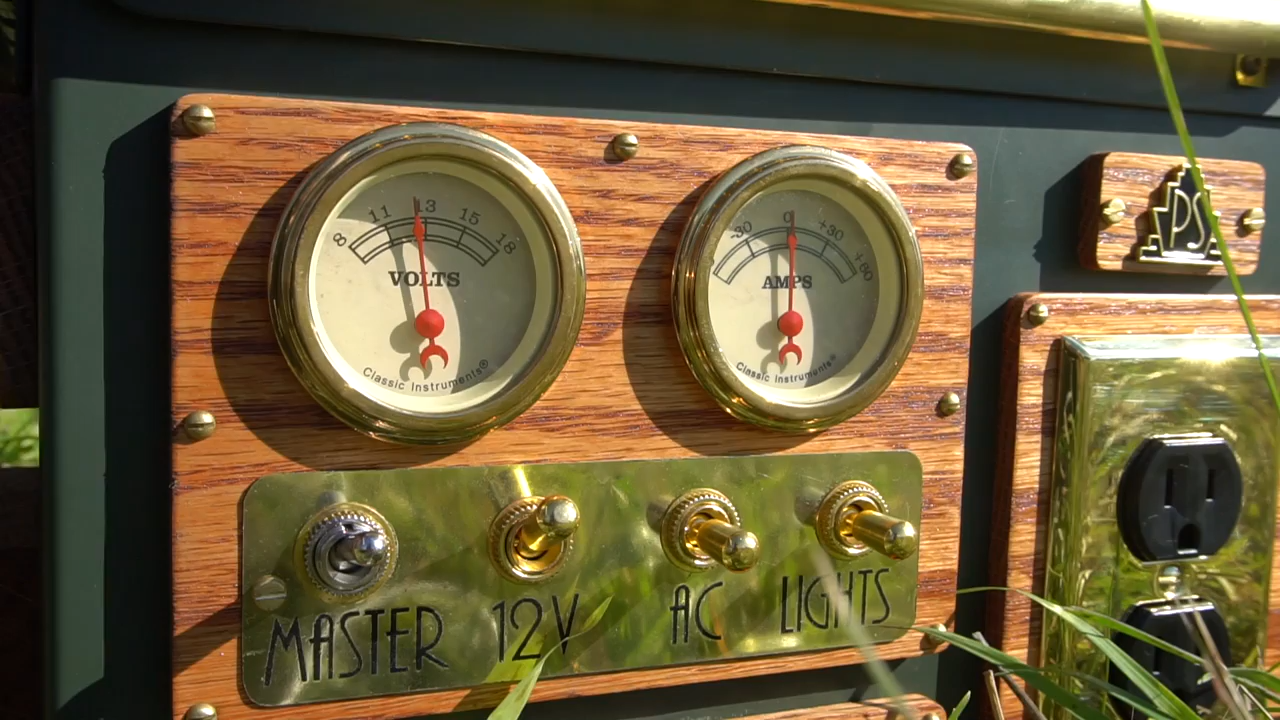 8 11 13 15 18
VOLTS
Classic Instruments®
-30 0 +30 +60
AMPS
Classic Instruments®
PS
MASTER 12V AC LIGHTS